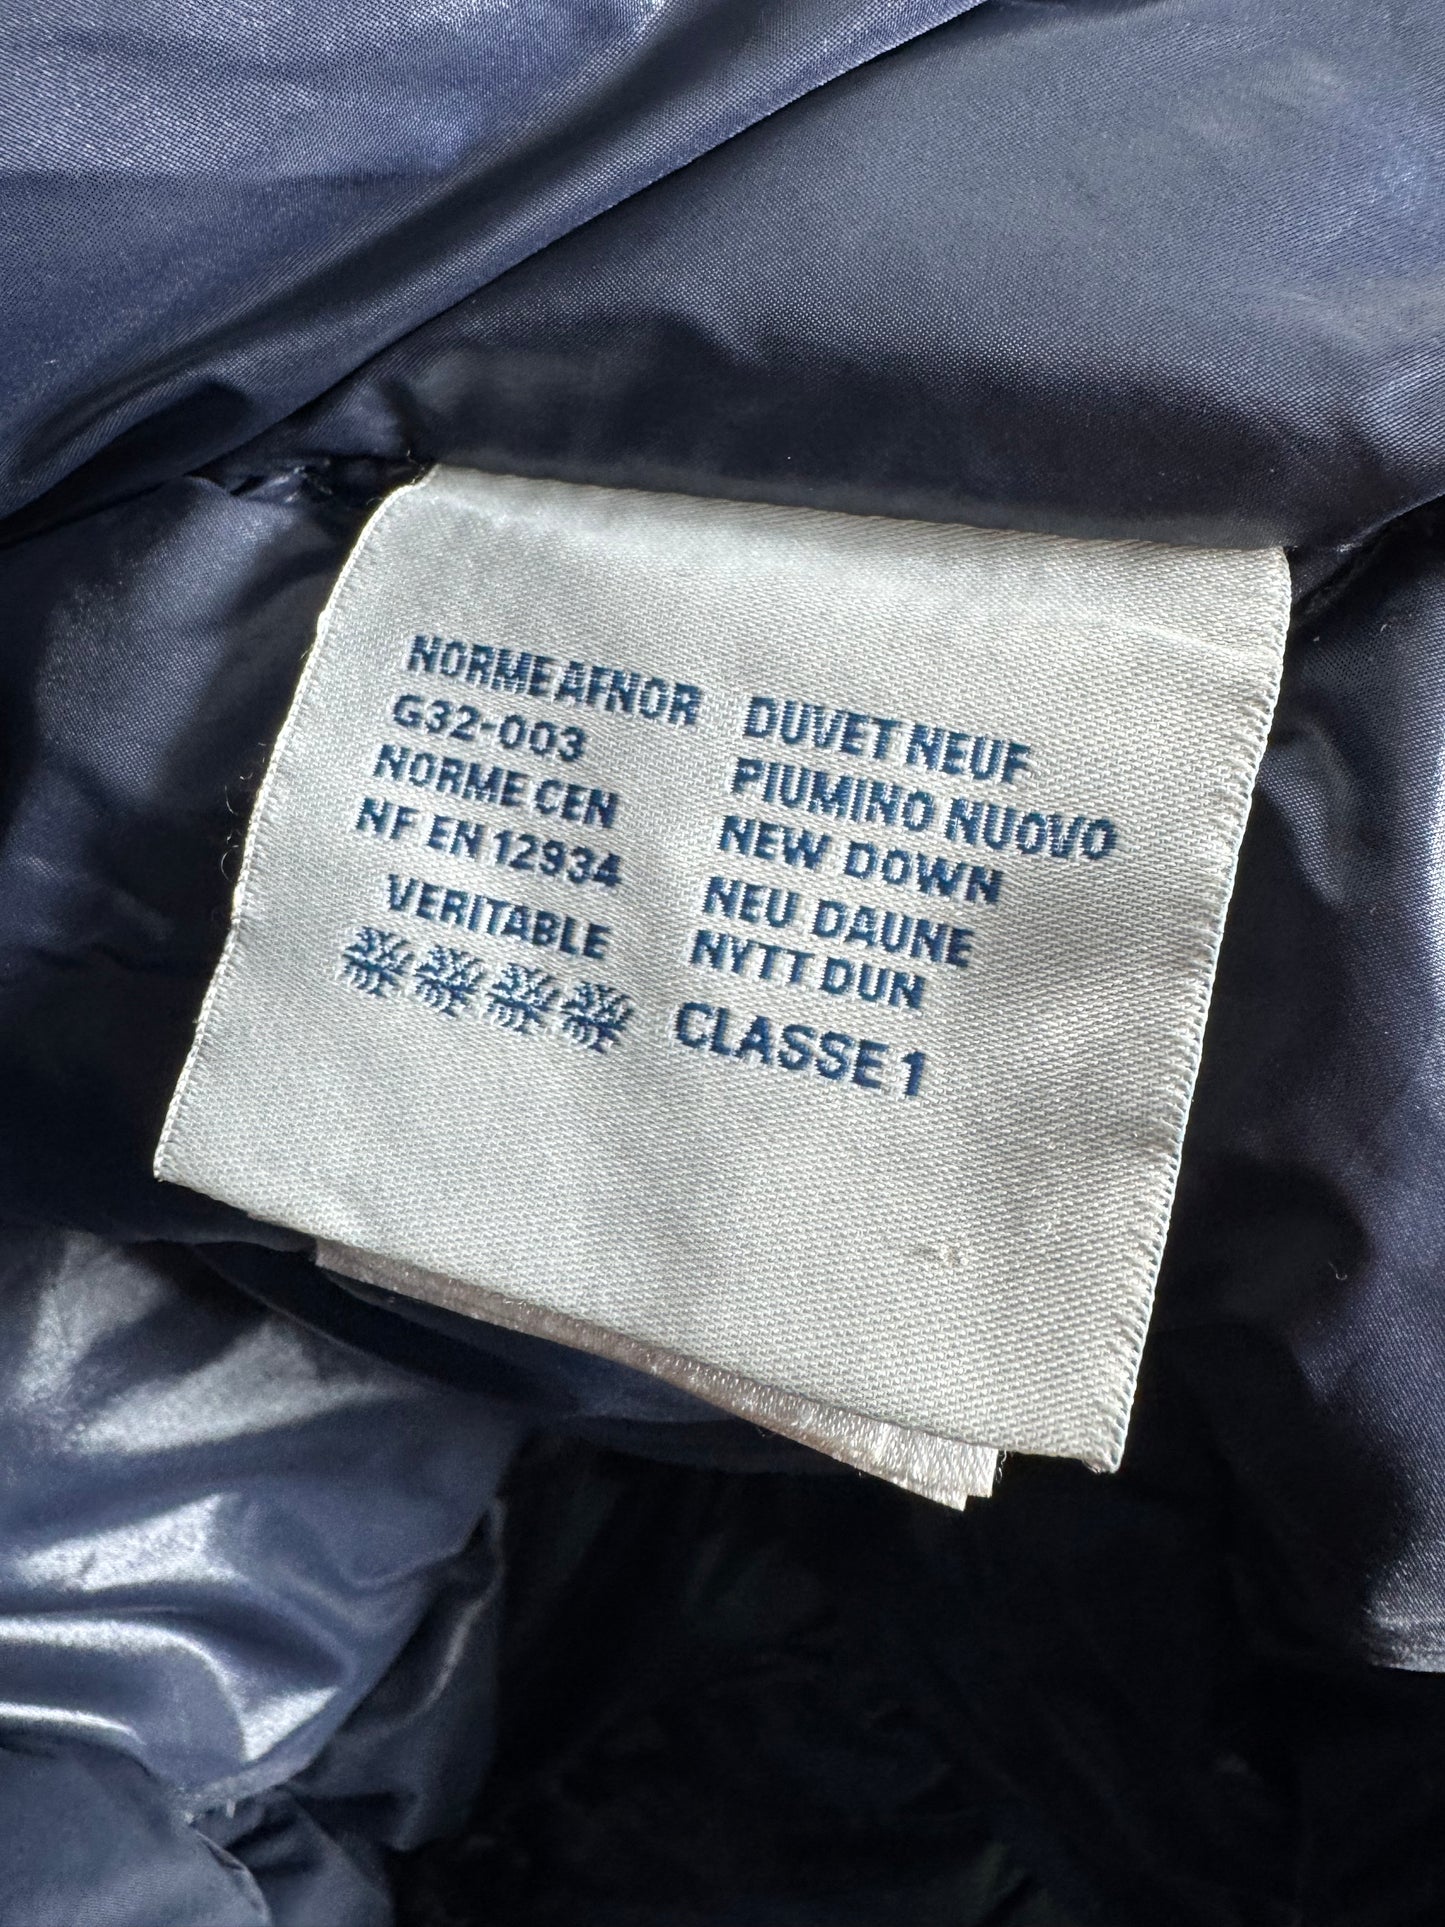 NORME AFNOR
G32-003
NORME CEN
NF EN 12934
VERITABLE
DUVET NEUF
PIUMINO NUOVO
NEW DOWN
NEU DAUNE
NYTT DUN
CLASSE 1